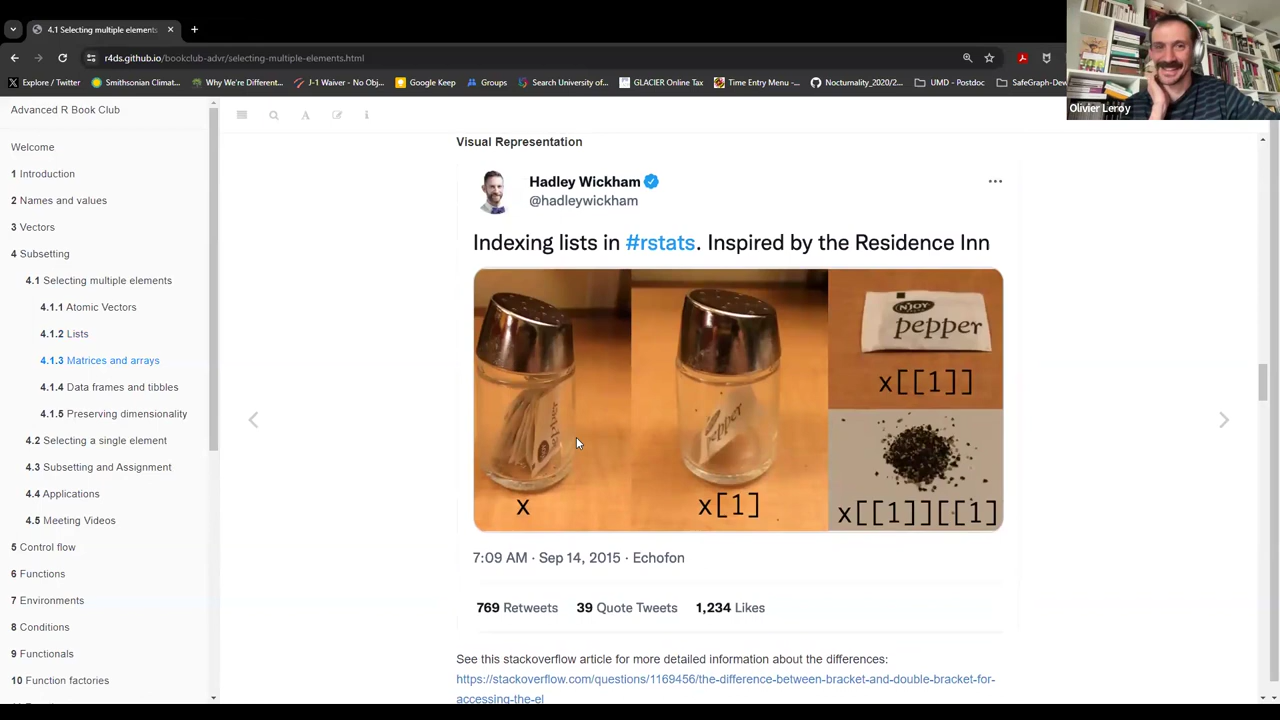 4.1 Selecting multiple elements
r4ds.github.io/bookclub-advr/selecting-multiple-elements.html
Explore / Twitter
Smithsonian Climat...
Why We're Different...
J-1 Waiver - No Obj...
Google Keep
Groups
Search University of...
GLACIER Online Tax
Time Entry Menu -...
Nocturnality_2020/2...
UMD - Postdoc
SafeGraph-Dev
Olivier Leroy
Advanced R Book Club
Welcome
1 Introduction
2 Names and values
3 Vectors
4 Subsetting
4.1 Selecting multiple elements
4.1.1 Atomic Vectors
4.1.2 Lists
4.1.3 Matrices and arrays
4.1.4 Data frames and tibbles
4.1.5 Preserving dimensionality
4.2 Selecting a single element
4.3 Subsetting and Assignment
4.4 Applications
4.5 Meeting Videos
5 Control flow
6 Functions
7 Environments
8 Conditions
9 Functionals
10 Function factories
Visual Representation
Hadley Wickham
@hadleywickham
Indexing lists in #rstats. Inspired by the Residence Inn
pepper
x
pepper
x[1]
NJOY
pepper
x[[1]]
x[[1]][[1]
7:09 AM · Sep 14, 2015 · Echofon
769 Retweets 39 Quote Tweets 1,234 Likes
See this stackoverflow article for more detailed information about the differences:
https://stackoverflow.com/questions/1169456/the-difference-between-bracket-and-double-bracket-for-
accessing-the-el